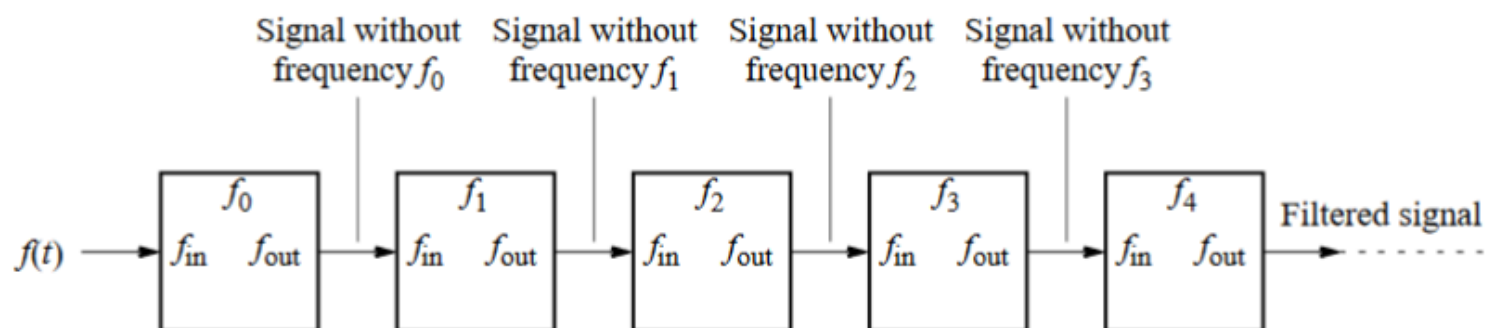 Signal without
frequency f0
Signal without
frequency f1
Signal without
frequency f2
Signal without
frequency f3
f0
f1
f2
f3
f4
f(t)
fin
fout
fin
fout
fin
fout
fin
fout
fin
fout
Filtered signal